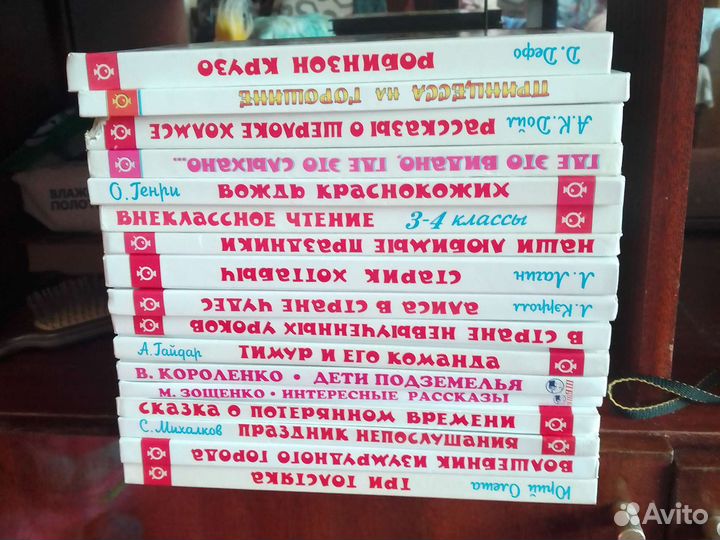 Д. Дефо РОБИНЗОН КРУЗО
ПРИНЦЕССА НА ГОРОШИНЕ
А.К. Дойл РАССКАЗЫ О ШЕРЛОКЕ ХОЛМСЕ
ГДЕ ЭТО ВИДАНО, ГДЕ ЭТО СЛЫХАНО...
О. Генри ВОЖДЬ КРАСНОКОЖИХ
ВНЕКЛАССНОЕ ЧТЕНИЕ 3-4 классы
НАШИ ЛЮБИМЫЕ ПРАЗДНИКИ
Л. Лагин СТАРИК ХОТТАБЫЧ
Л. Кэрролл АЛИСА В СТРАНЕ ЧУДЕС
В СТРАНЕ НЕВЫУЧЕННЫХ УРОКОВ
А. Гайдар ТИМУР И ЕГО КОМАНДА
В. КОРОЛЕНКО • ДЕТИ ПОДЗЕМЕЛЬЯ
М. ЗОЩЕНКО • ИНТЕРЕСНЫЕ РАССКАЗЫ
СКАЗКА О ПОТЕРЯННОМ ВРЕМЕНИ
С. Михалков ПРАЗДНИК НЕПОСЛУШАНИЯ
ВОЛШЕБНИК ИЗУМРУДНОГО ГОРОДА
Юрий Олеша ТРИ ТОЛСТЯКА
Avito